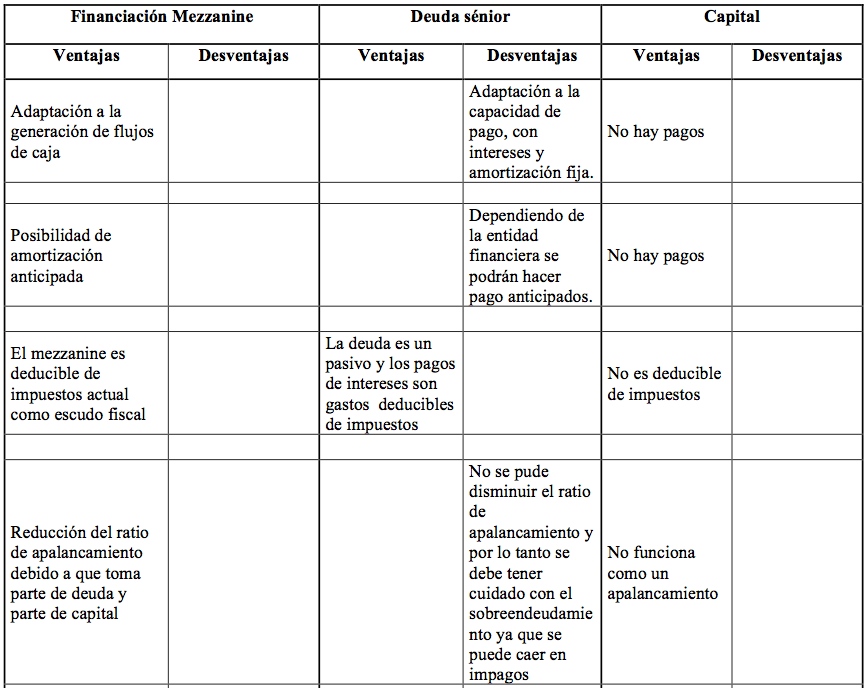 Financiación Mezzanine Deuda sénior Capital
Ventajas Desventajas Ventajas Desventajas Ventajas Desventajas
Adaptación a la
generación de flujos
de caja
Adaptación a la
capacidad de
pago, con
intereses y
amortización fija.
No hay pagos
Posibilidad de
amortización
anticipada
Dependiendo de
la entidad
financiera se
podrán hacer
pago anticipados.
No hay pagos
El mezzanine es
deducible de
impuestos actual
como escudo fiscal
La deuda es un
pasivo y los pagos
de intereses son
gastos deducibles
de impuestos
No es deducible
de impuestos
Reducción del ratio
de apalancamiento
debido a que toma
parte de deuda y
parte de capital
No se pude
disminuir el ratio
de
apalancamiento y
por lo tanto se
debe tener
cuidado con el
sobreendeudamie
nto ya que se
puede caer en
impagos
No funciona
como un
apalancamiento